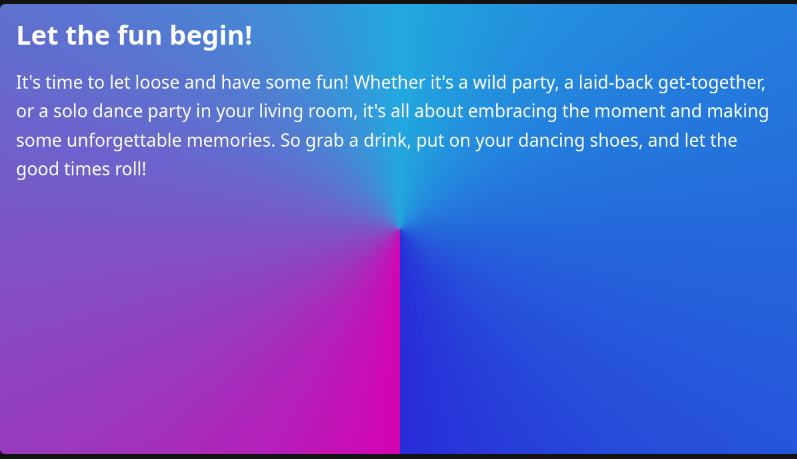 Let the fun begin!
It's time to let loose and have some fun! Whether it's a wild party, a laid-back get-together,
or a solo dance party in your living room, it's all about embracing the moment and making
some unforgettable memories. So grab a drink, put on your dancing shoes, and let the
good times roll!